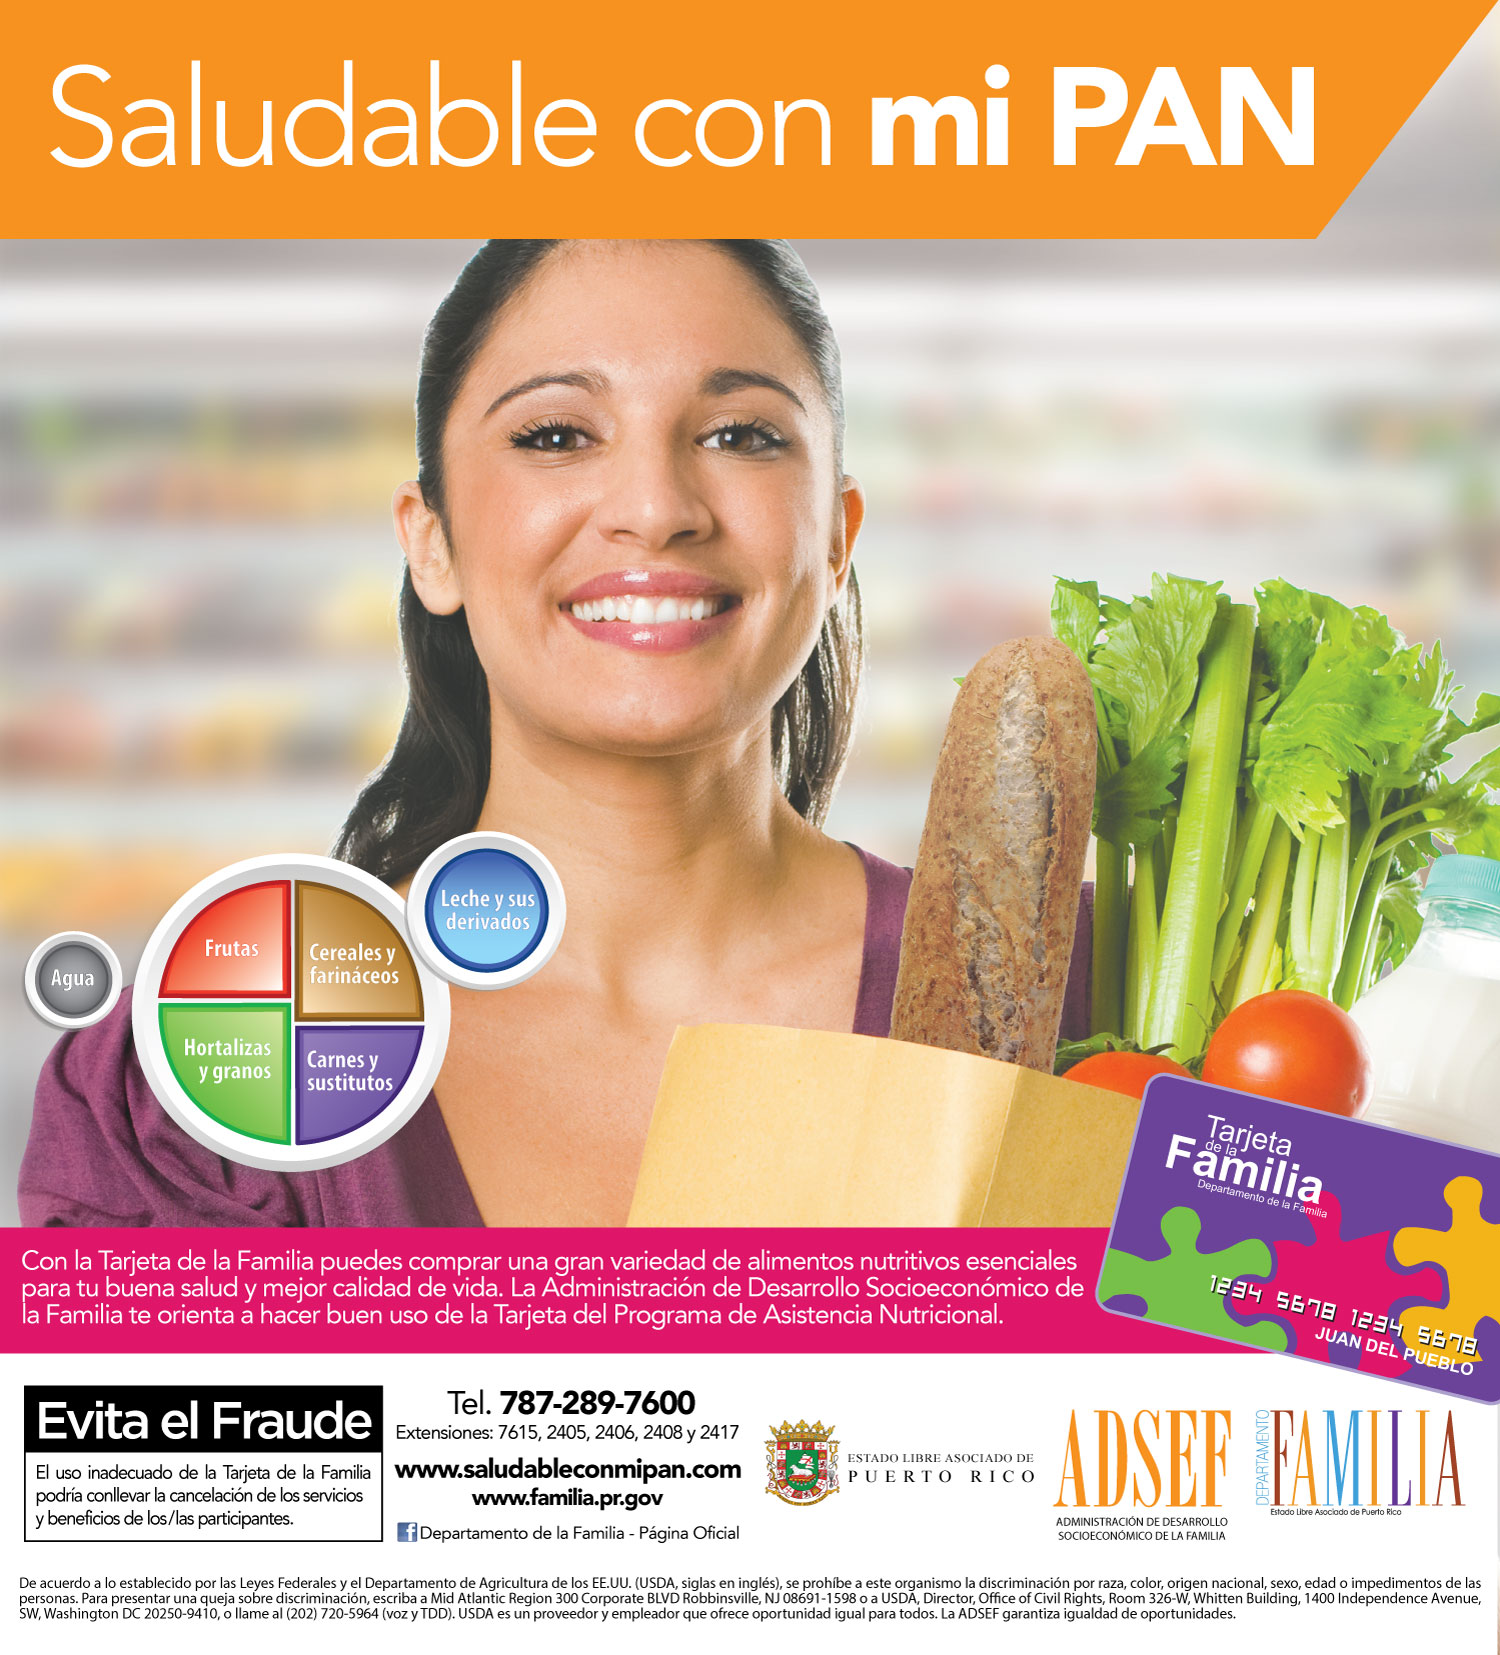 Saludable con mi PAN
Agua
Frutas
Cereales y
farináceos
Hortalizas
y granos
Carnes y
sustitutos
Leche y sus
derivados
Tarjeta
de la
Familia
Departamento de la Familia
1234 5678 1234 5678
JUAN DEL PUEBLO
Con la Tarjeta de la Familia puedes comprar una gran variedad de alimentos nutritivos esenciales
para tu buena salud y mejor calidad de vida. La Administración de Desarrollo Socioeconómico de
la Familia te orienta a hacer buen uso de la Tarjeta del Programa de Asistencia Nutricional.
Evita el Fraude
El uso inadecuado de la Tarjeta de la Familia
podría conllevar la cancelación de los servicios
y beneficios de los/las participantes.
Tel. 787-289-7600
Extensiones: 7615, 2405, 2406, 2408 y 2417
www.saludableconmipan.com
www.familia.pr.gov
f Departamento de la Familia - Página Oficial
ESTADO LIBRE ASOCIADO DE
PUERTO RICO
ADSEF
ADMINISTRACIÓN DE DESARROLLO
SOCIOECONÓMICO DE LA FAMILIA
DEPARTAMENTO
FAMILIA
Estado Libre Asociado de Puerto Rico
De acuerdo a lo establecido por las Leyes Federales y el Departamento de Agricultura de los EE.UU. (USDA, siglas en inglés), se prohíbe a este organismo la discriminación por raza, color, origen nacional, sexo, edad o impedimentos de las
personas. Para presentar una queja sobre discriminación, escriba a Mid Atlantic Region 300 Corporate BLVD Robbinsville, NJ 08691-1598 o a USDA, Director, Office of Civil Rights, Room 326-W, Whitten Building, 1400 Independence Avenue,
SW, Washington DC 20250-9410, o llame al (202) 720-5964 (voz y TDD). USDA es un proveedor y empleador que ofrece oportunidad igual para todos. La ADSEF garantiza igualdad de oportunidades.